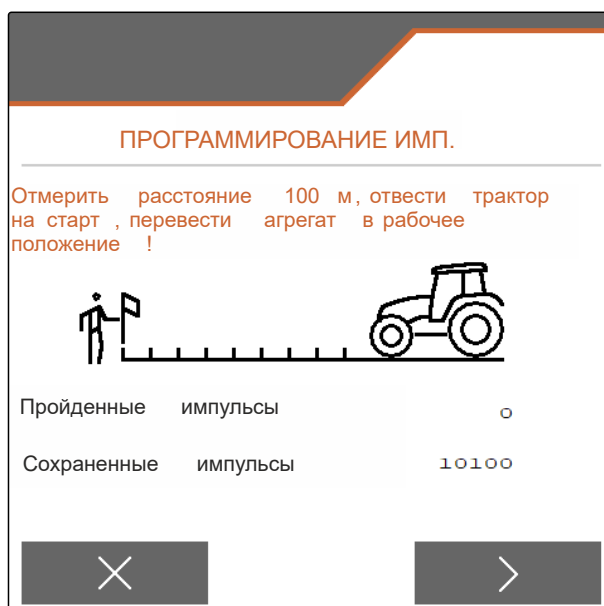 ПРОГРАММИРОВАНИЕ ИМП.
Отмерить расстояние 100 м, отвести трактор
на старт , перевести агрегат в рабочее
положение !
Пройденные импульсы 0
Сохраненные импульсы 10100